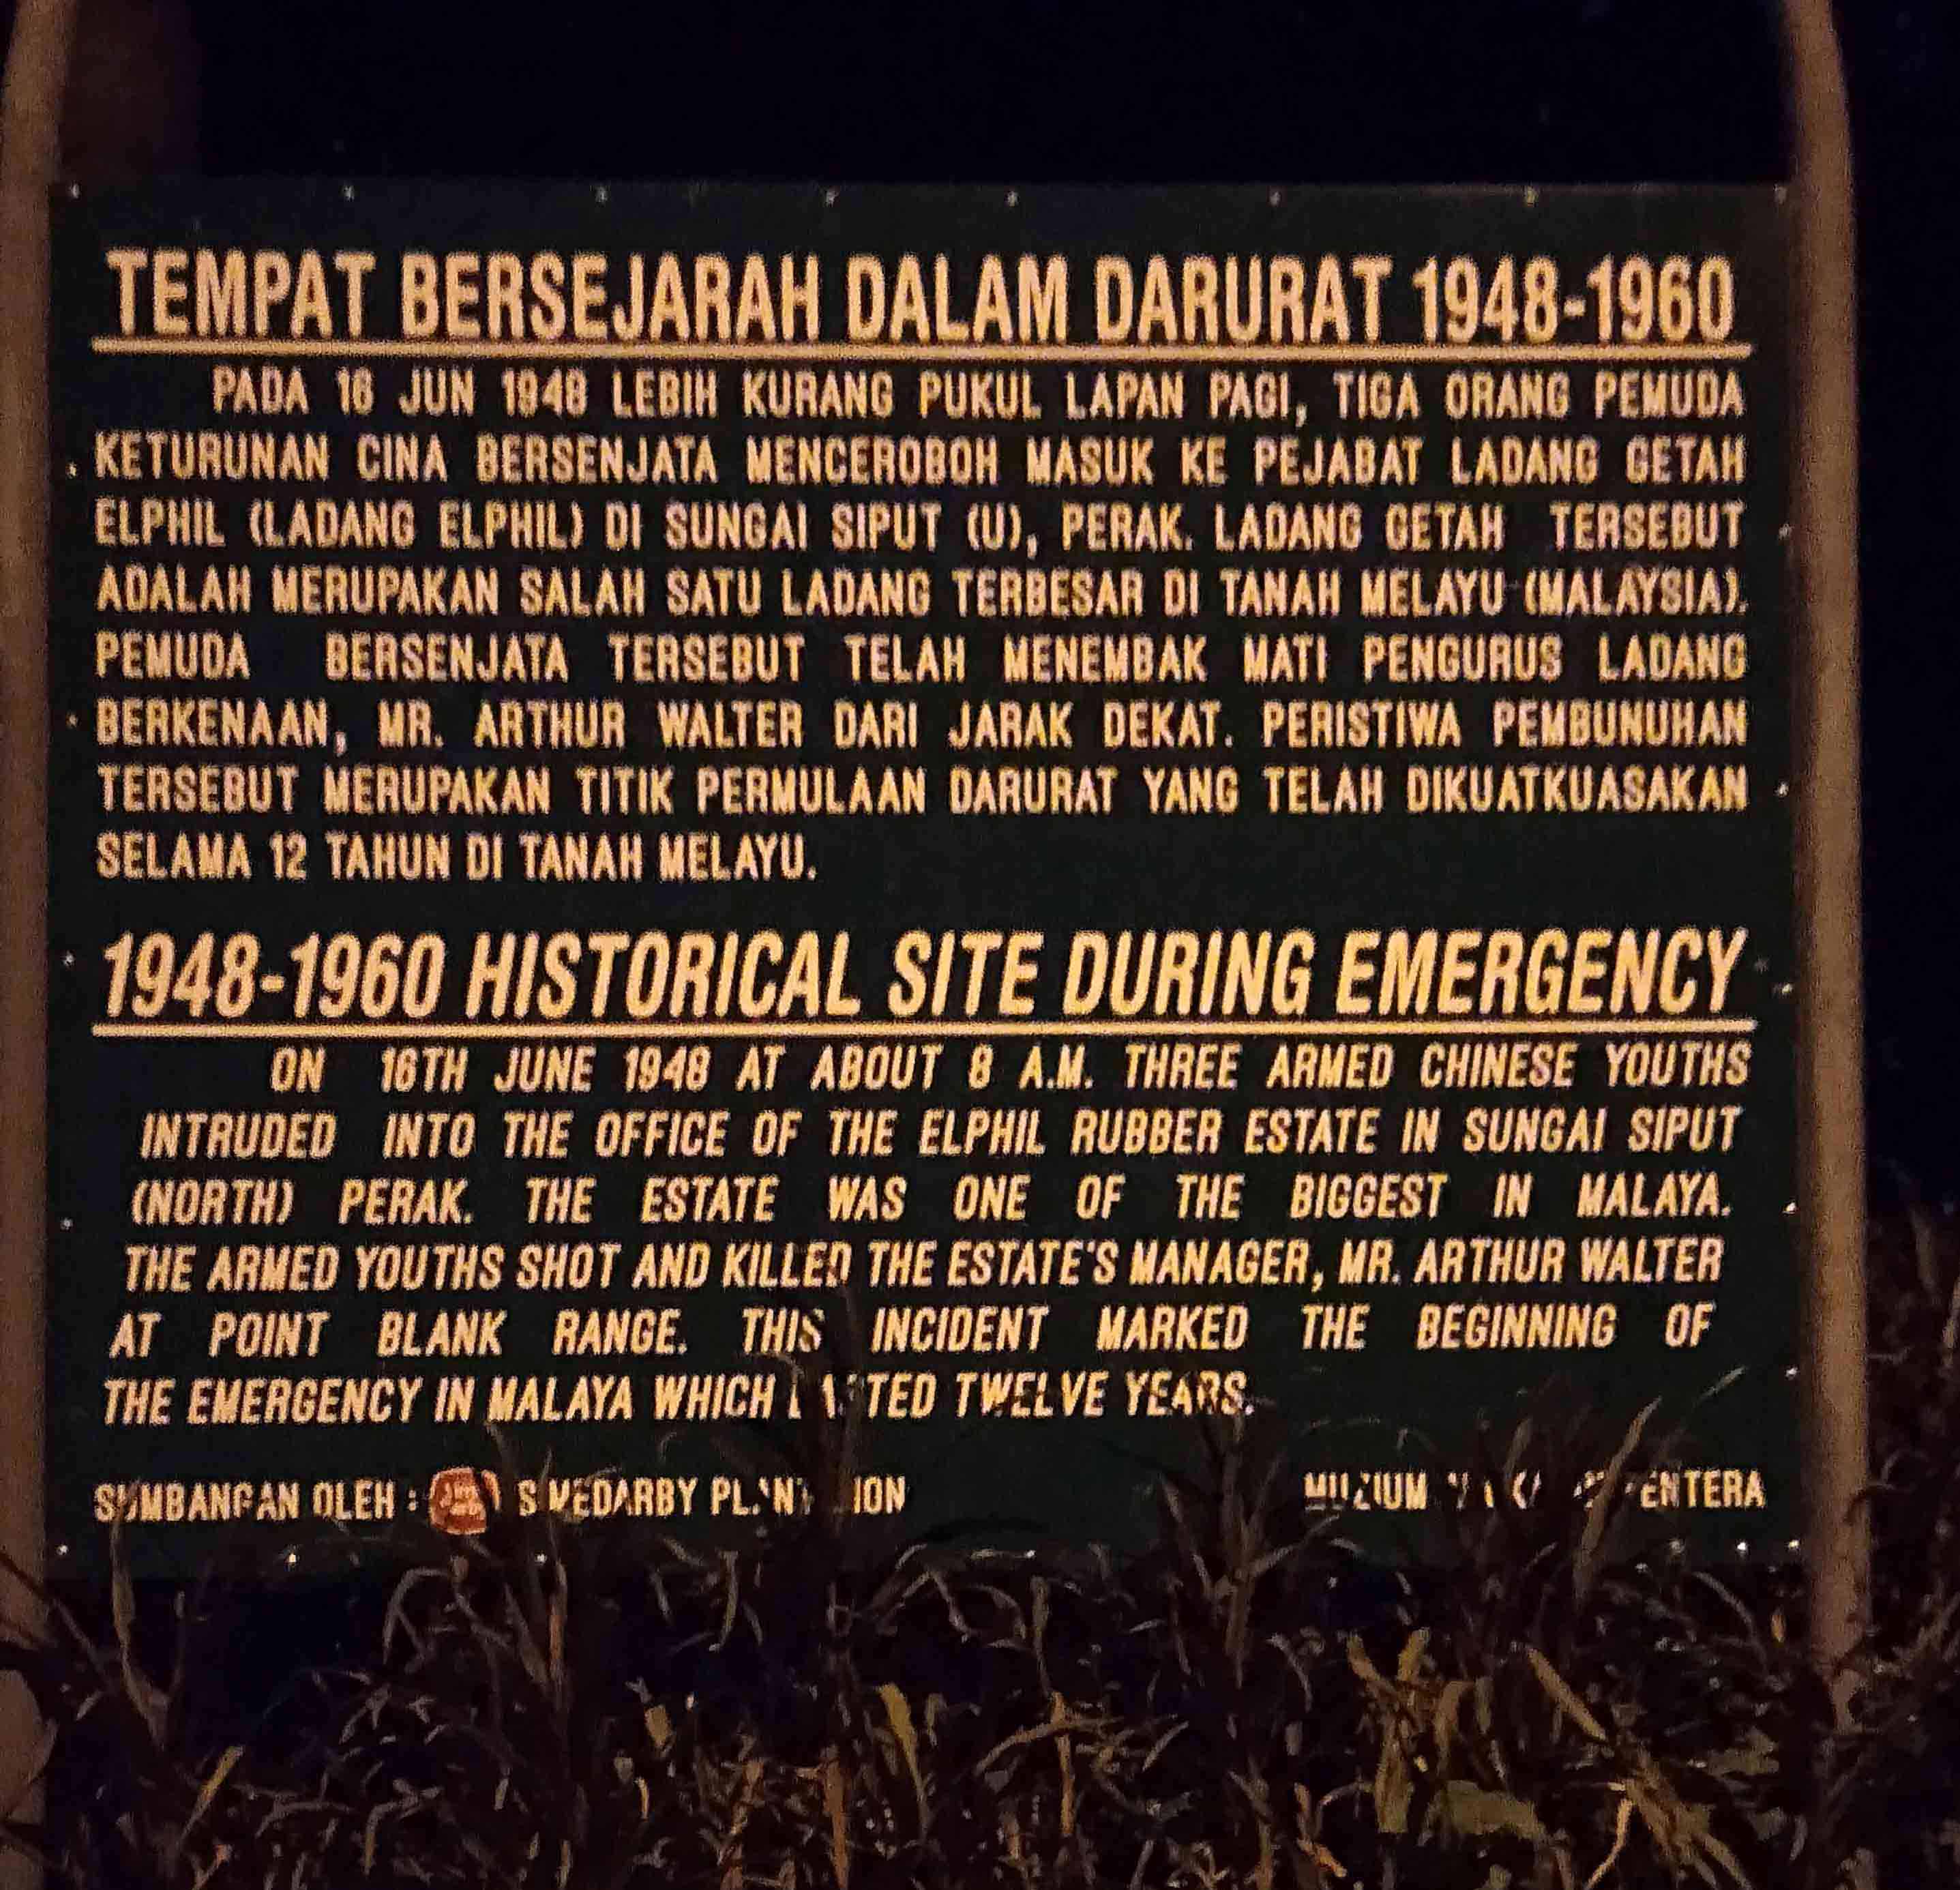 TEMPAT BERSEJARAH DALAM DARURAT 1948-1960
PADA 16 JUN 1948 LEBIH KURANG PUKUL LAPAN PAGI, TIGA ORANG PEMUDA
KETURUNAN CINA BERSENJATA MENCEROBOH MASUK KE PEJABAT LADANG GETAH
ELPHIL (LADANG ELPHIL) DI SUNGAI SIPUT (U), PERAK. LADANG GETAH TERSEBUT
ADALAH MERUPAKAN SALAH SATU LADANG TERBESAR DI TANAH MELAYU (MALAYSIA).
PEMUDA BERSENJATA TERSEBUT TELAH MENEMBAK MATI PENGURUS LADANG
BERKENAAN, MR. ARTHUR WALTER DARI JARAK DEKAT. PERISTIWA PEMBUNUHAN
TERSEBUT MERUPAKAN TITIK PERMULAAN DARURAT YANG TELAH DIKUATKUASAKAN
SELAMA 12 TAHUN DI TANAH MELAYU.
1948-1960 HISTORICAL SITE DURING EMERGENCY
ON 16TH JUNE 1948 AT ABOUT 8 A.M. THREE ARMED CHINESE YOUTHS
INTRUDED INTO THE OFFICE OF THE ELPHIL RUBBER ESTATE IN SUNGAI SIPUT
(NORTH) PERAK. THE ESTATE WAS ONE OF THE BIGGEST IN MALAYA.
THE ARMED YOUTHS SHOT AND KILLED THE ESTATE'S MANAGER, MR. ARTHUR WALTER
AT POINT BLANK RANGE. THIS INCIDENT MARKED THE BEGINNING OF
THE EMERGENCY IN MALAYA WHICH LASTED TWELVE YEARS.
SUMBANGAN OLEH : SIMEDARBY PLANTATION
MUZIUM TENTERA